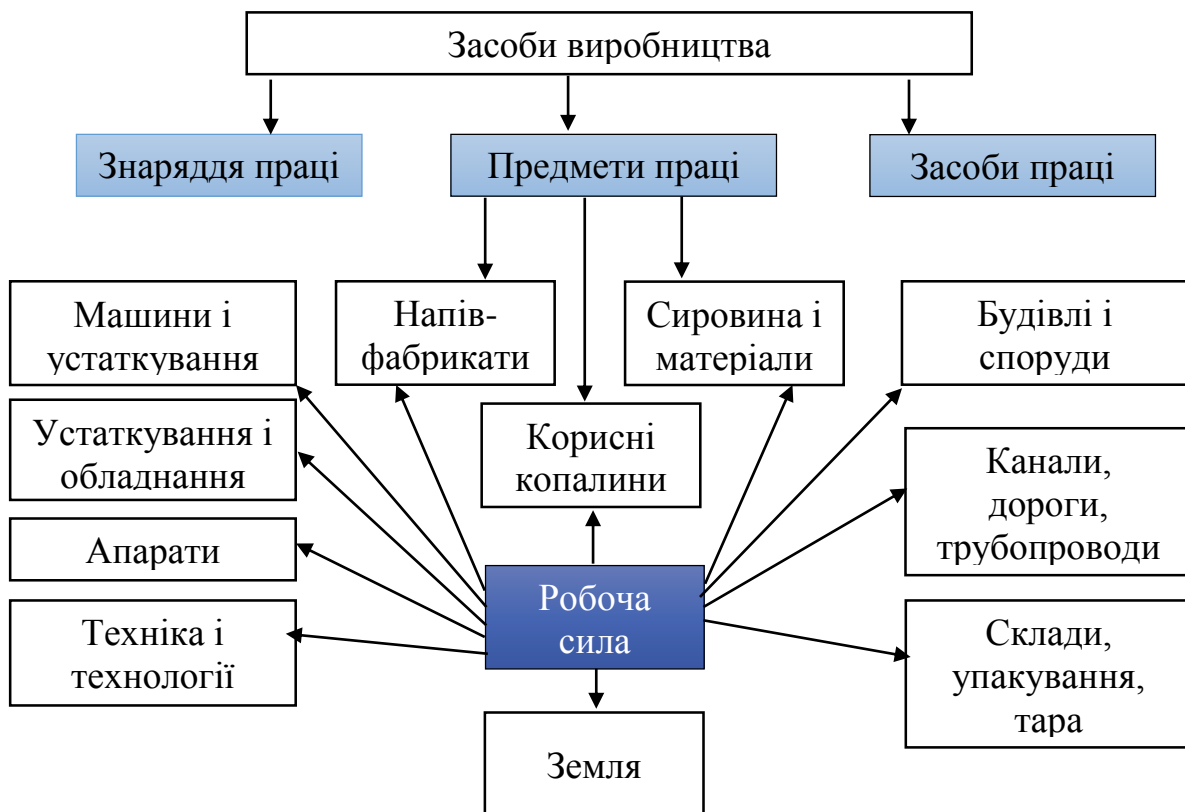 Засоби виробництва
Знаряддя праці
Предмети праці
Засоби праці
Машини і
устаткування
Напів-
фабрикати
Сировина і
матеріали
Будівлі і
споруди
Устаткування і
обладнання
Корисні
копалини
Канали,
дороги,
трубопроводи
Апарати
Робоча
сила
Техніка і
технології
Склади,
упакування,
тара
Земля